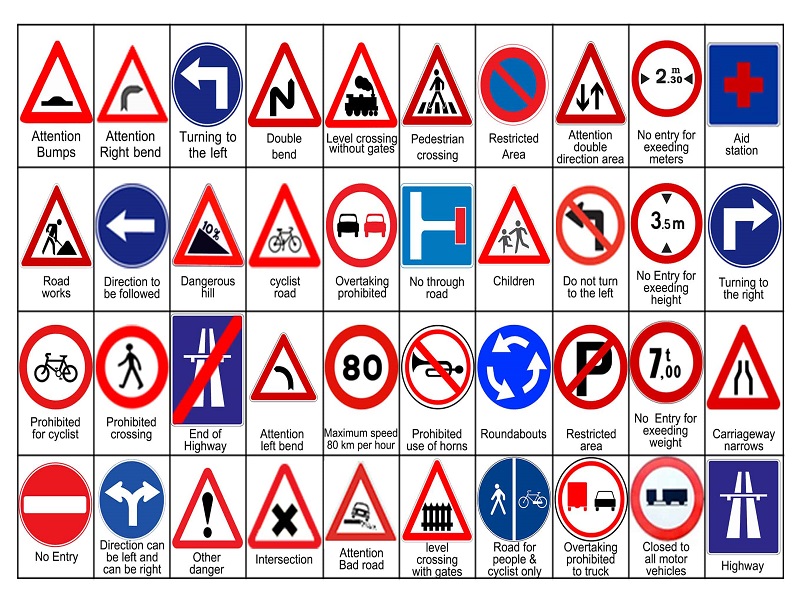 2.30 m
Attention
Bumps
Attention
Right bend
Turning to
the left
Double
bend
Level crossing
without gates
Pedestrian
crossing
Restricted
Area
Attention
double
direction area
No entry for
exeeding
meters
Aid
station
10%
3.5m
Road
works
Direction to
be followed
Dangerous
hill
cyclist
road
Overtaking
prohibited
No through
road
Children
Do not turn
to the left
No Entry for
exeeding
height
Turning to
the right
80
P
7,00 t
Prohibited
for cyclist
Prohibited
crossing
End of
Highway
Attention
left bend
Maximum speed
80 km per hour
Prohibited
use of horns
Roundabouts
Restricted
area
No Entry for
exeeding
weight
Carriageway
narrows
!
No Entry
Direction can
be left and
can be right
Other
danger
Intersection
Attention
Bad road
level
crossing
with gates
Road for
people &
cyclist only
Overtaking
prohibited
to truck
Closed to
all motor
vehicles
Highway